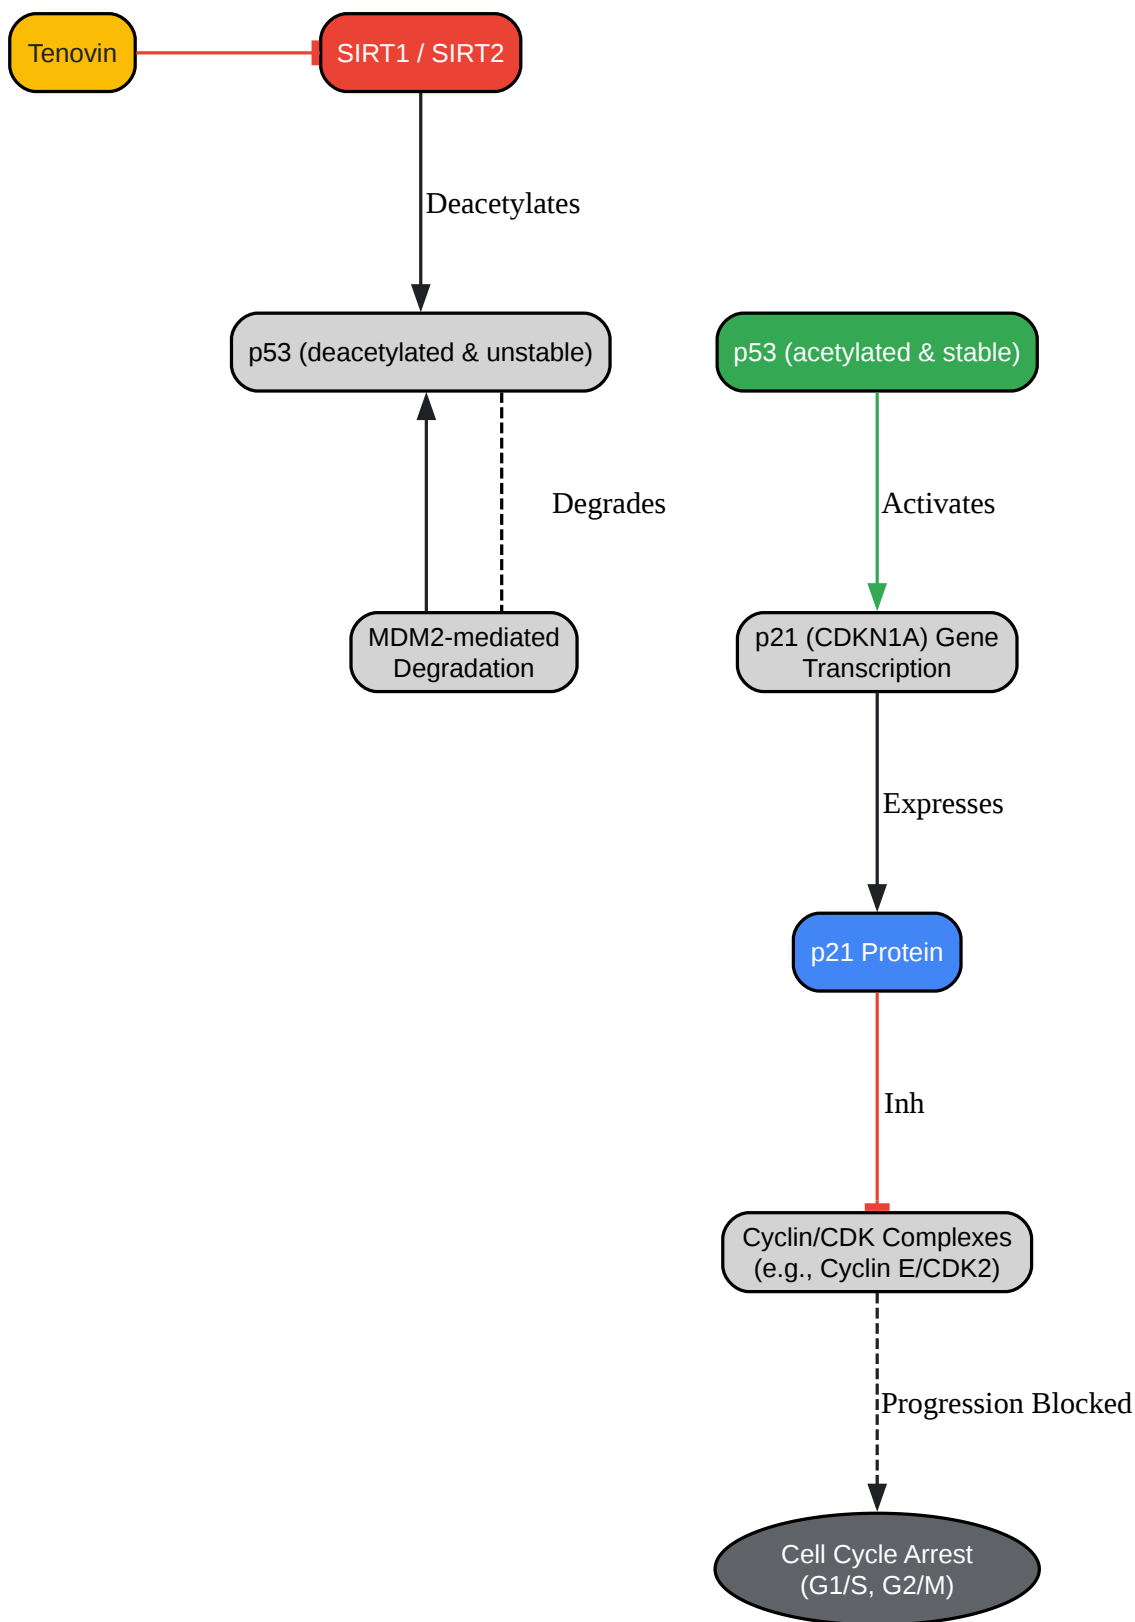 Tenovin
SIRT1 / SIRT2
Deacetylates
p53 (deacetylated & unstable)
p53 (acetylated & stable)
Degrades
Activates
MDM2-mediated
Degradation
p21 (CDKN1A) Gene
Transcription
Expresses
p21 Protein
Inh
Cyclin/CDK Complexes
(e.g., Cyclin E/CDK2)
Progression Blocked
Cell Cycle Arrest
(G1/S, G2/M)